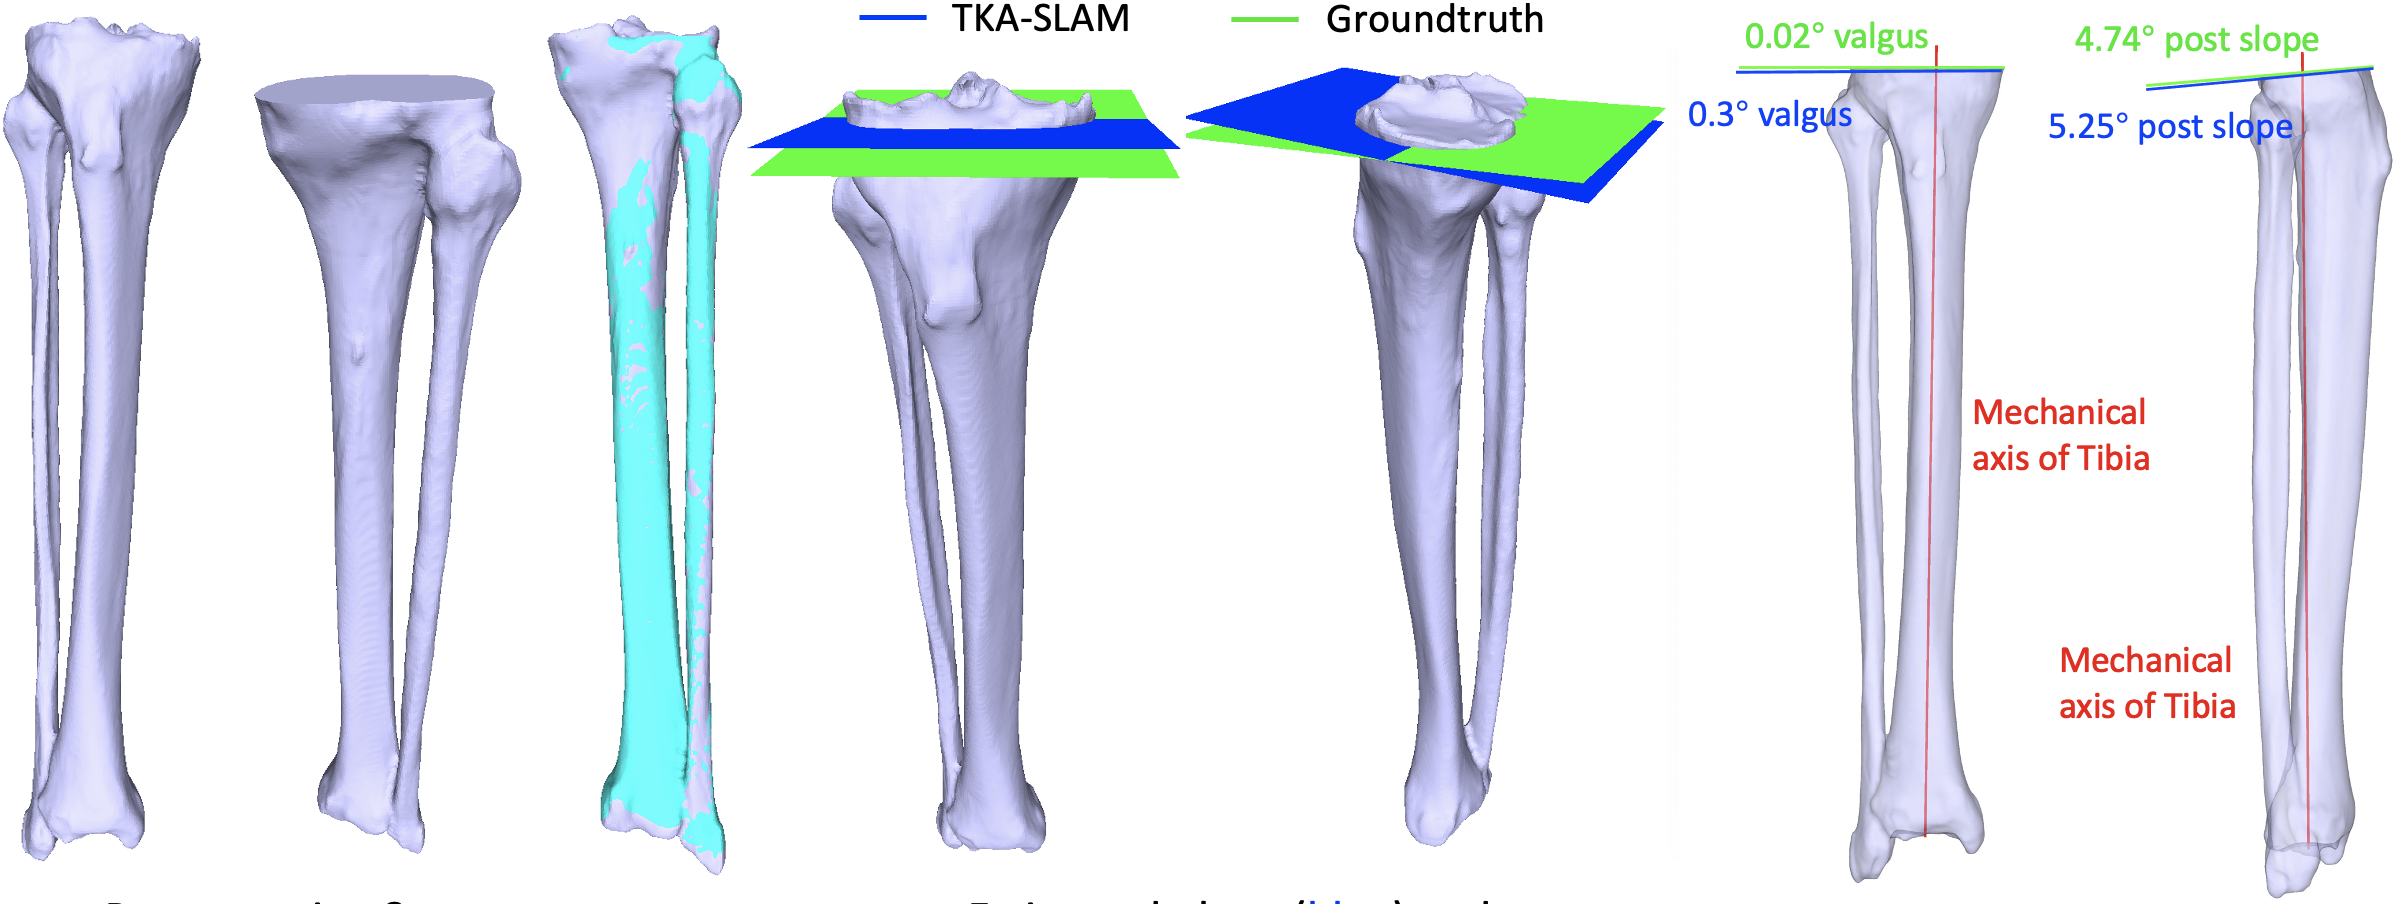 TKA-SLAM
Groundtruth
0.02° valgus
0.3° valgus
4.74° post slope
5.25° post slope
Mechanical
axis of Tibia
Mechanical
axis of Tibia